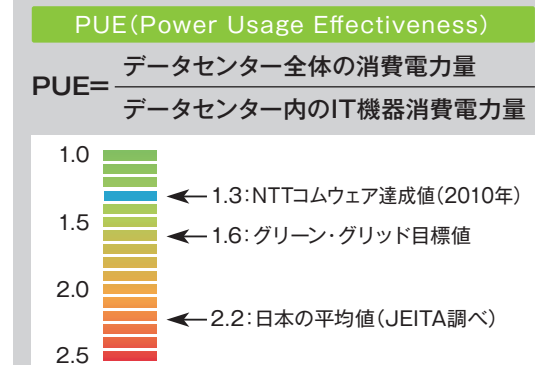 PUE(Power Usage Effectiveness)
PUE=データセンター全体の消費電力量
データセンター内のIT機器消費電力量
1.0
1.3:NTTコムウェア達成値(2010年)
1.5
1.6:グリーン・グリッド目標値
2.0
2.2:日本の平均値(JEITA調べ)
2.5